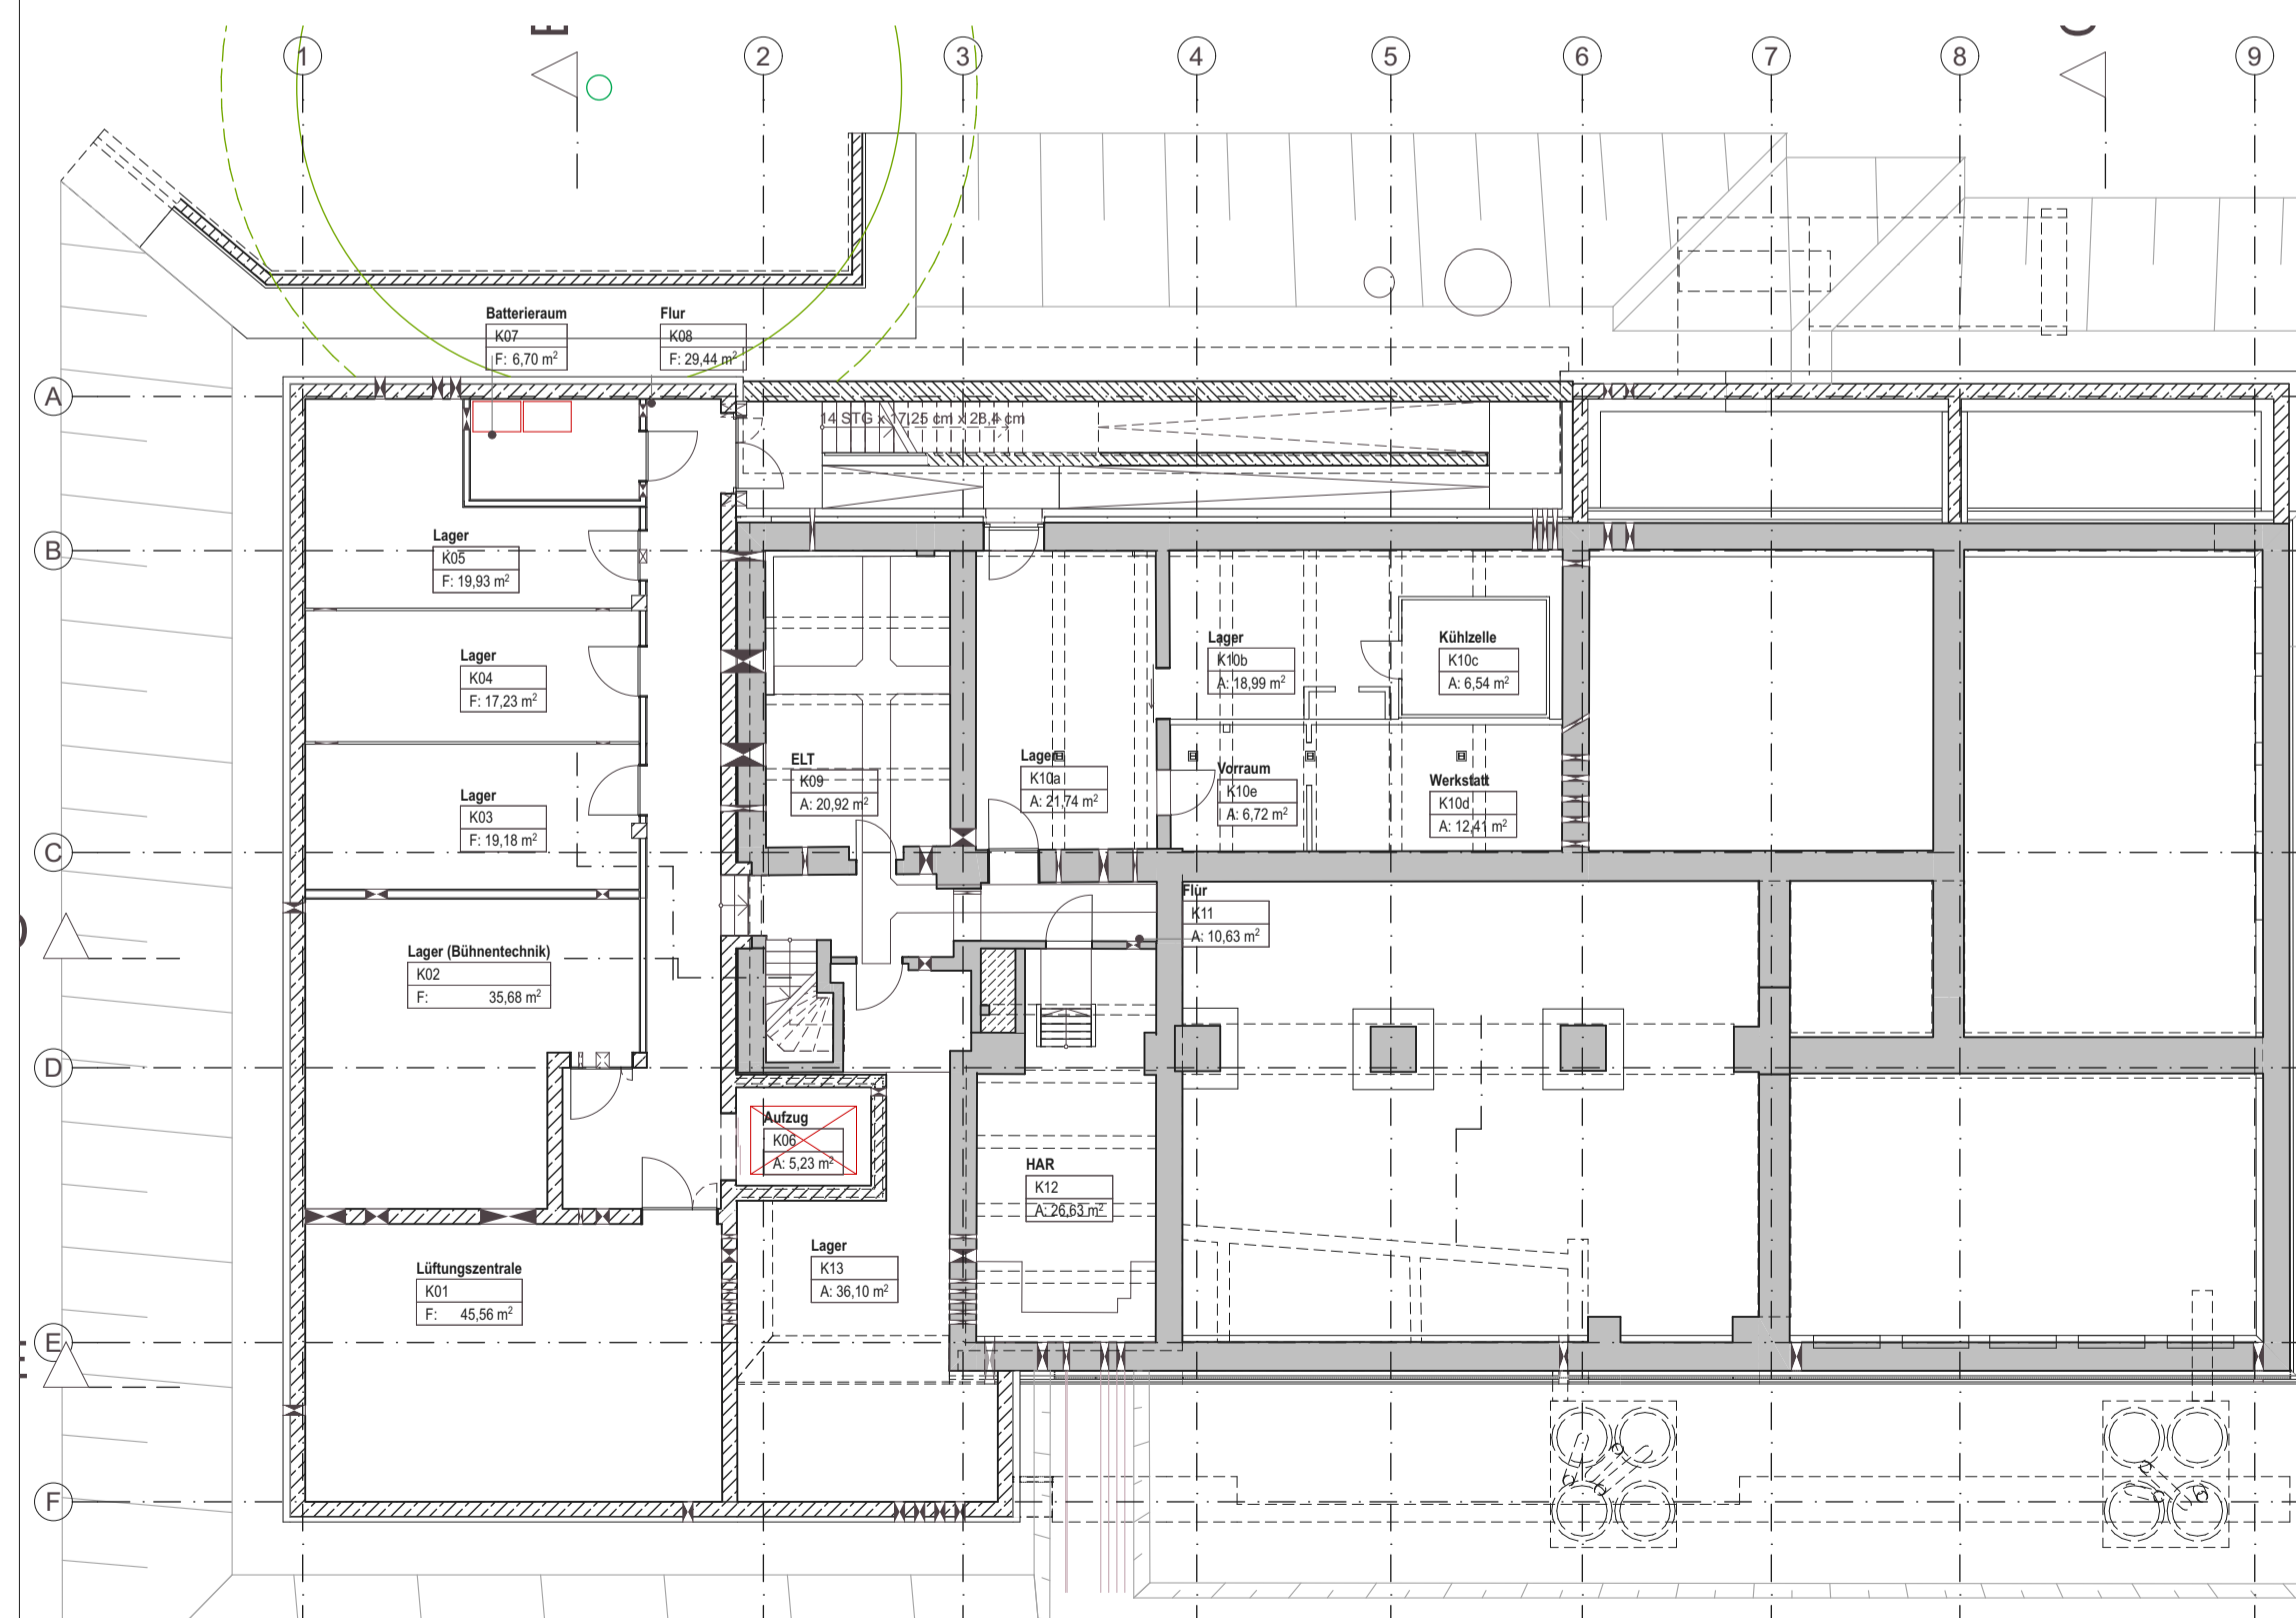 1
2
3
4
5
6
7
8
9
A
B
C
D
E
F
Batterieraum
K07
F: 6,70 m²
Flur
K08
F: 29,44 m²
14 STG x 17,25 cm x 28,4 cm
Lager
K05
F: 19,93 m²
Lager
K04
F: 17,23 m²
Lager
K03
F: 19,18 m²
Lager (Bühnentechnik)
K02
F: 35,68 m²
Lüftungszentrale
K01
F: 45,56 m²
ELT
K09
A: 20,92 m²
Lager
K10a
A: 21,74 m²
Lager
K10b
A: 18,99 m²
Kühlzelle
K10c
A: 6,54 m²
Vorraum
K10e
A: 6,72 m²
Werkstatt
K10d
A: 12,41 m²
Flur
K11
A: 10,63 m²
Aufzug
K06
A: 5,23 m²
HAR
K12
A: 26,63 m²
Lager
K13
A: 36,10 m²